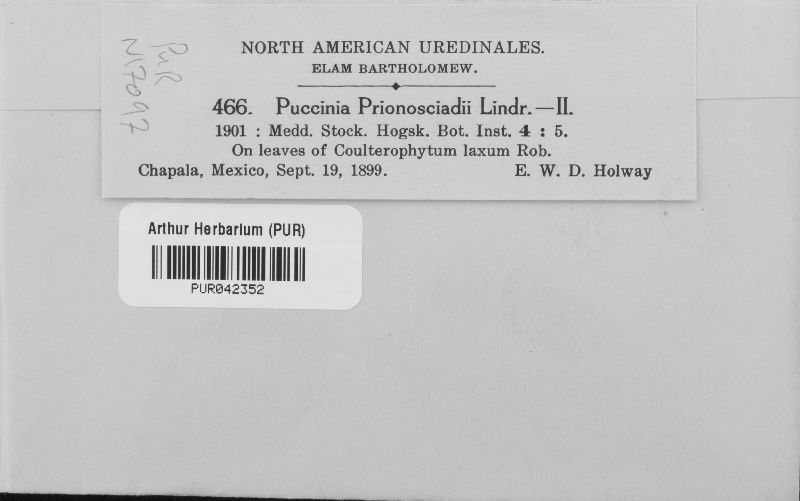 NORTH AMERICAN UREDINALES.
ELAM BARTHOLOMEW.
466. Puccinia Prionosciadii Lindr.—II.
1901 : Medd. Stock. Hogsk. Bot. Inst. 4 : 5.
On leaves of Coulterophytum laxum Rob.
Chapala, Mexico, Sept. 19, 1899. E. W. D. Holway
PUR
N17097
Arthur Herbarium (PUR)
PUR042352